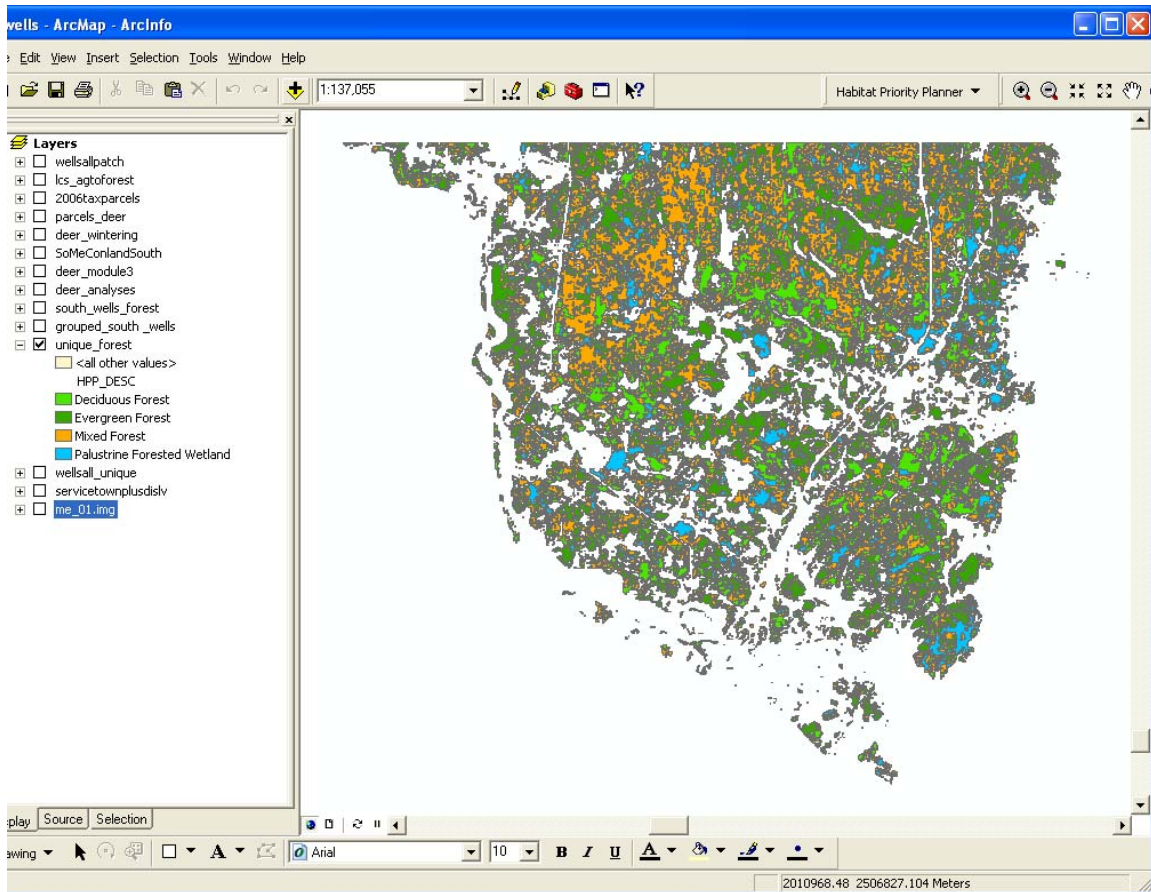 wells - ArcMap - ArcInfo
Edit View Insert Selection Tools Window Help
1:137,055
Habitat Priority Planner
Layers
wellsallpatch
lcs_agtoforest
2006taxparcels
parcels_deer
deer_wintering
SoMeConlandSouth
deer_module3
deer_analyses
south_wells_forest
grouped_south _wells
unique_forest
<all other values>
HPP_DESC
Deciduous Forest
Evergreen Forest
Mixed Forest
Palustrine Forested Wetland
wellsall_unique
servicetownplusdislv
me_01.img
splay Source Selection
awing A Arial 10 B I U A
2010968.48 2506827.104 Meters